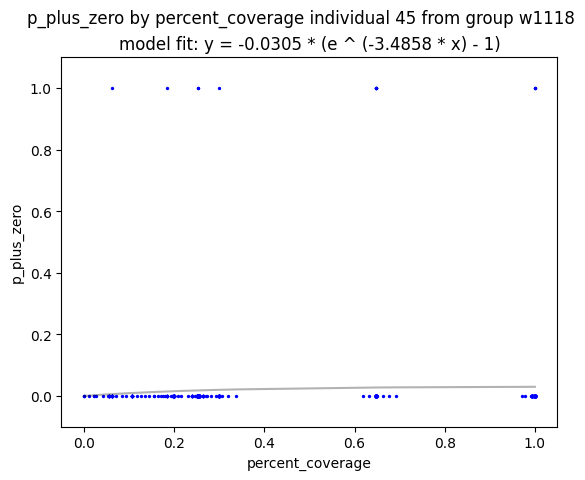 p_plus_zero by percent_coverage individual 45 from group w1118
model fit: y = -0.0305 * (e ^ (-3.4858 * x) - 1)
1.0
0.8
0.6
0.4
0.2
0.0
p_plus_zero
0.0 0.2 0.4 0.6 0.8 1.0
percent_coverage